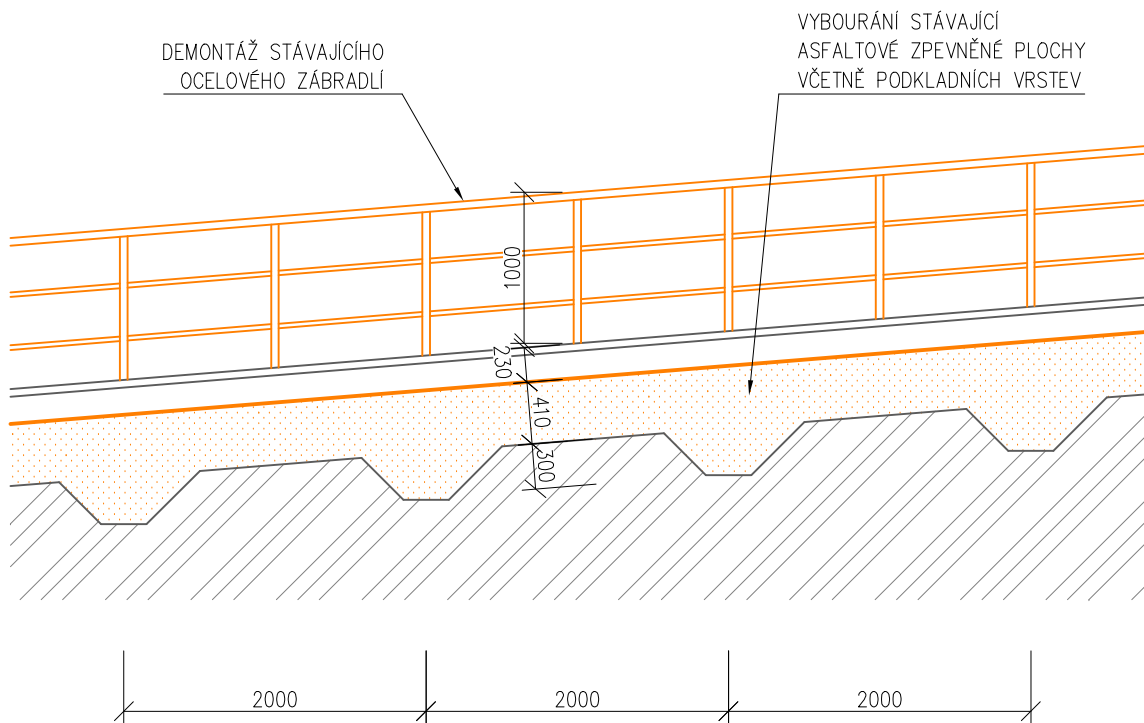 DEMONTÁŽ STÁVAJÍCÍHO
OCELOVÉHO ZÁBRADLÍ
VYBOURÁNÍ STÁVAJÍCÍ
ASFALTOVÉ ZPEVNĚNÉ PLOCHY
VČETNĚ PODKLADNÍCH VRSTEV
1000
230
410
300
2000
2000
2000